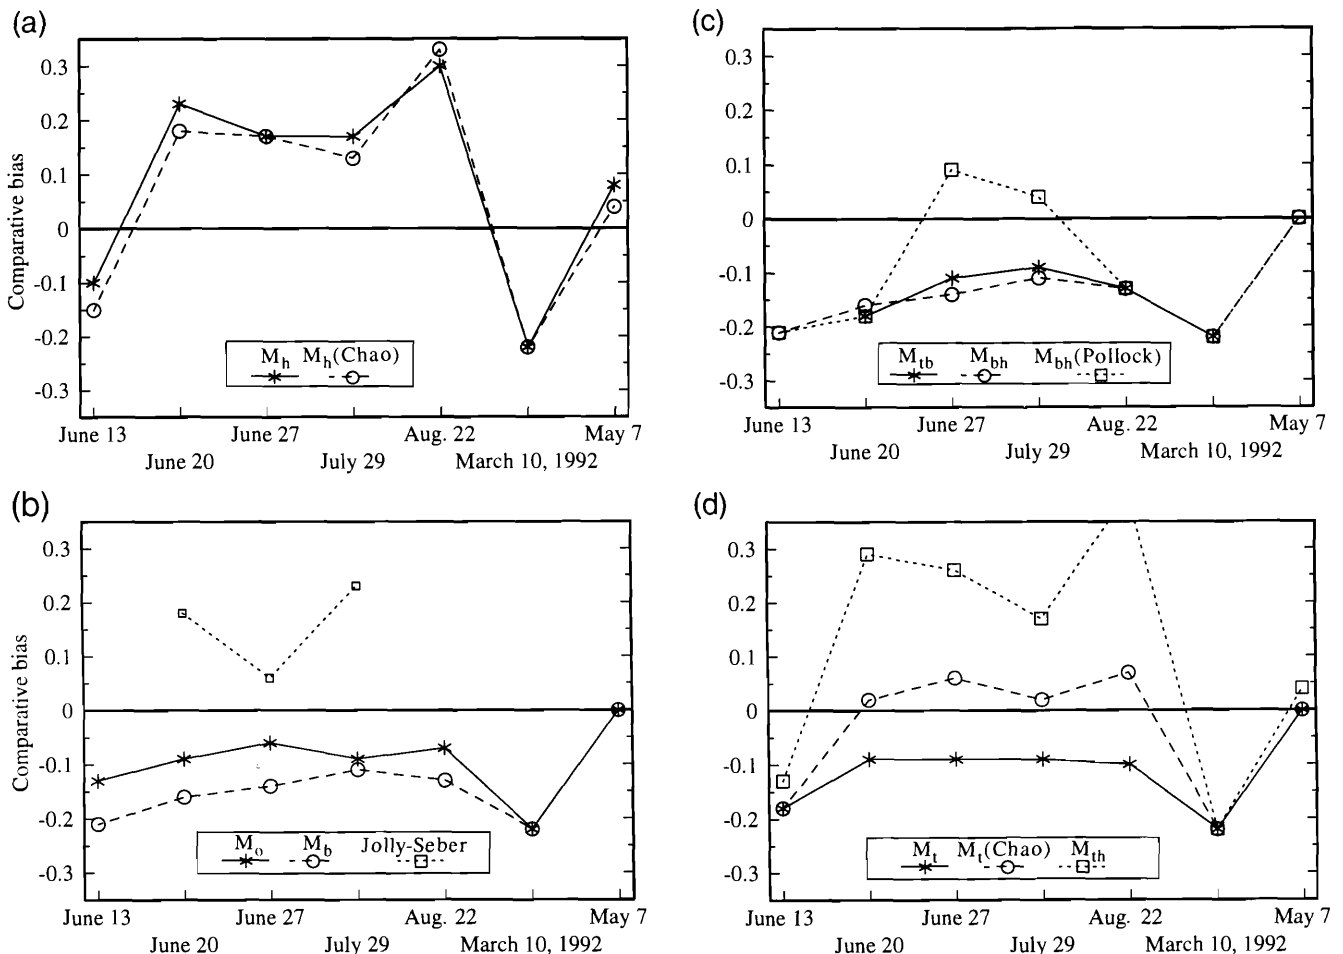 (a)
Comparative bias
0.3
0.2
0.1
0
-0.1
-0.2
-0.3
M_h M_h(Chao)
June 13 June 27 Aug. 22 May 7
June 20 July 29 March 10, 1992
(b)
Comparative bias
0.3
0.2
0.1
0
-0.1
-0.2
-0.3
M_o M_b Jolly-Seber
June 13 June 27 Aug. 22 May 7
June 20 July 29 March 10, 1992
(c)
0.3
0.2
0.1
0
-0.1
-0.2
-0.3
M_tb M_bh M_bh(Pollock)
June 13 June 27 Aug. 22 May 7
June 20 July 29 March 10, 1992
(d)
0.3
0.2
0.1
0
-0.1
-0.2
-0.3
M_t M_t(Chao) M_th
June 13 June 27 Aug. 22 May 7
June 20 July 29 March 10, 1992